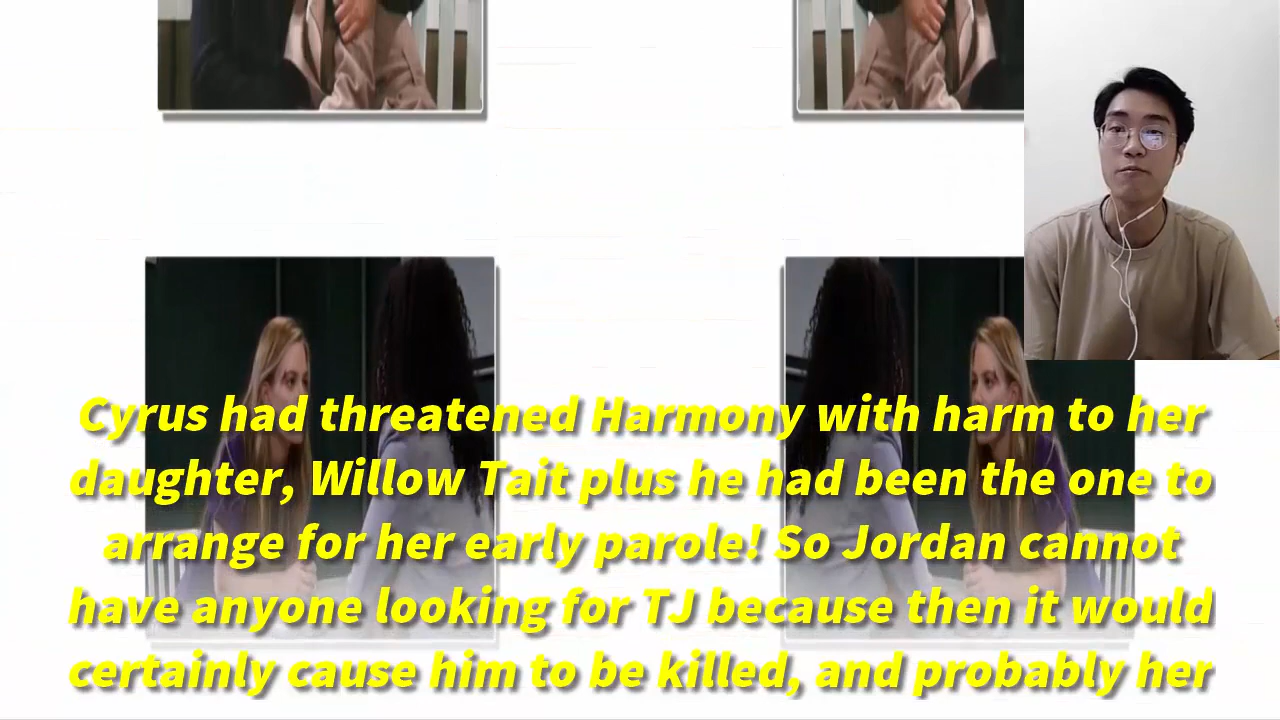 Cyrus had threatened Harmony with harm to her
daughter, Willow Tait plus he had been the one to
arrange for her early parole! So Jordan cannot
have anyone looking for TJ because then it would
certainly cause him to be killed, and probably her